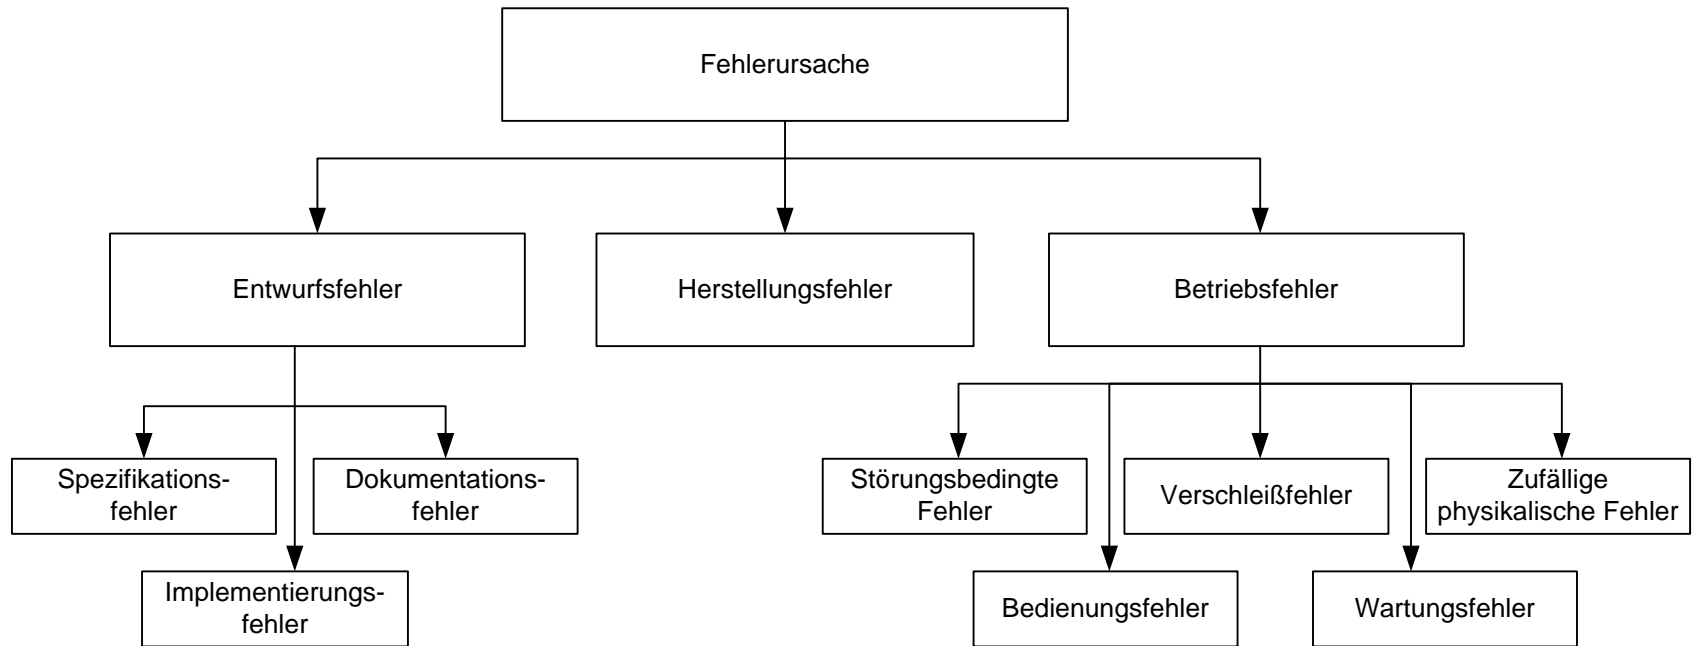 Fehlerursache
Entwurfsfehler
Herstellungsfehler
Betriebsfehler
Spezifikations-
fehler
Dokumentations-
fehler
Implementierungs-
fehler
Störungsbedingte
Fehler
Verschleißfehler
Zufällige
physikalische Fehler
Bedienungsfehler
Wartungsfehler